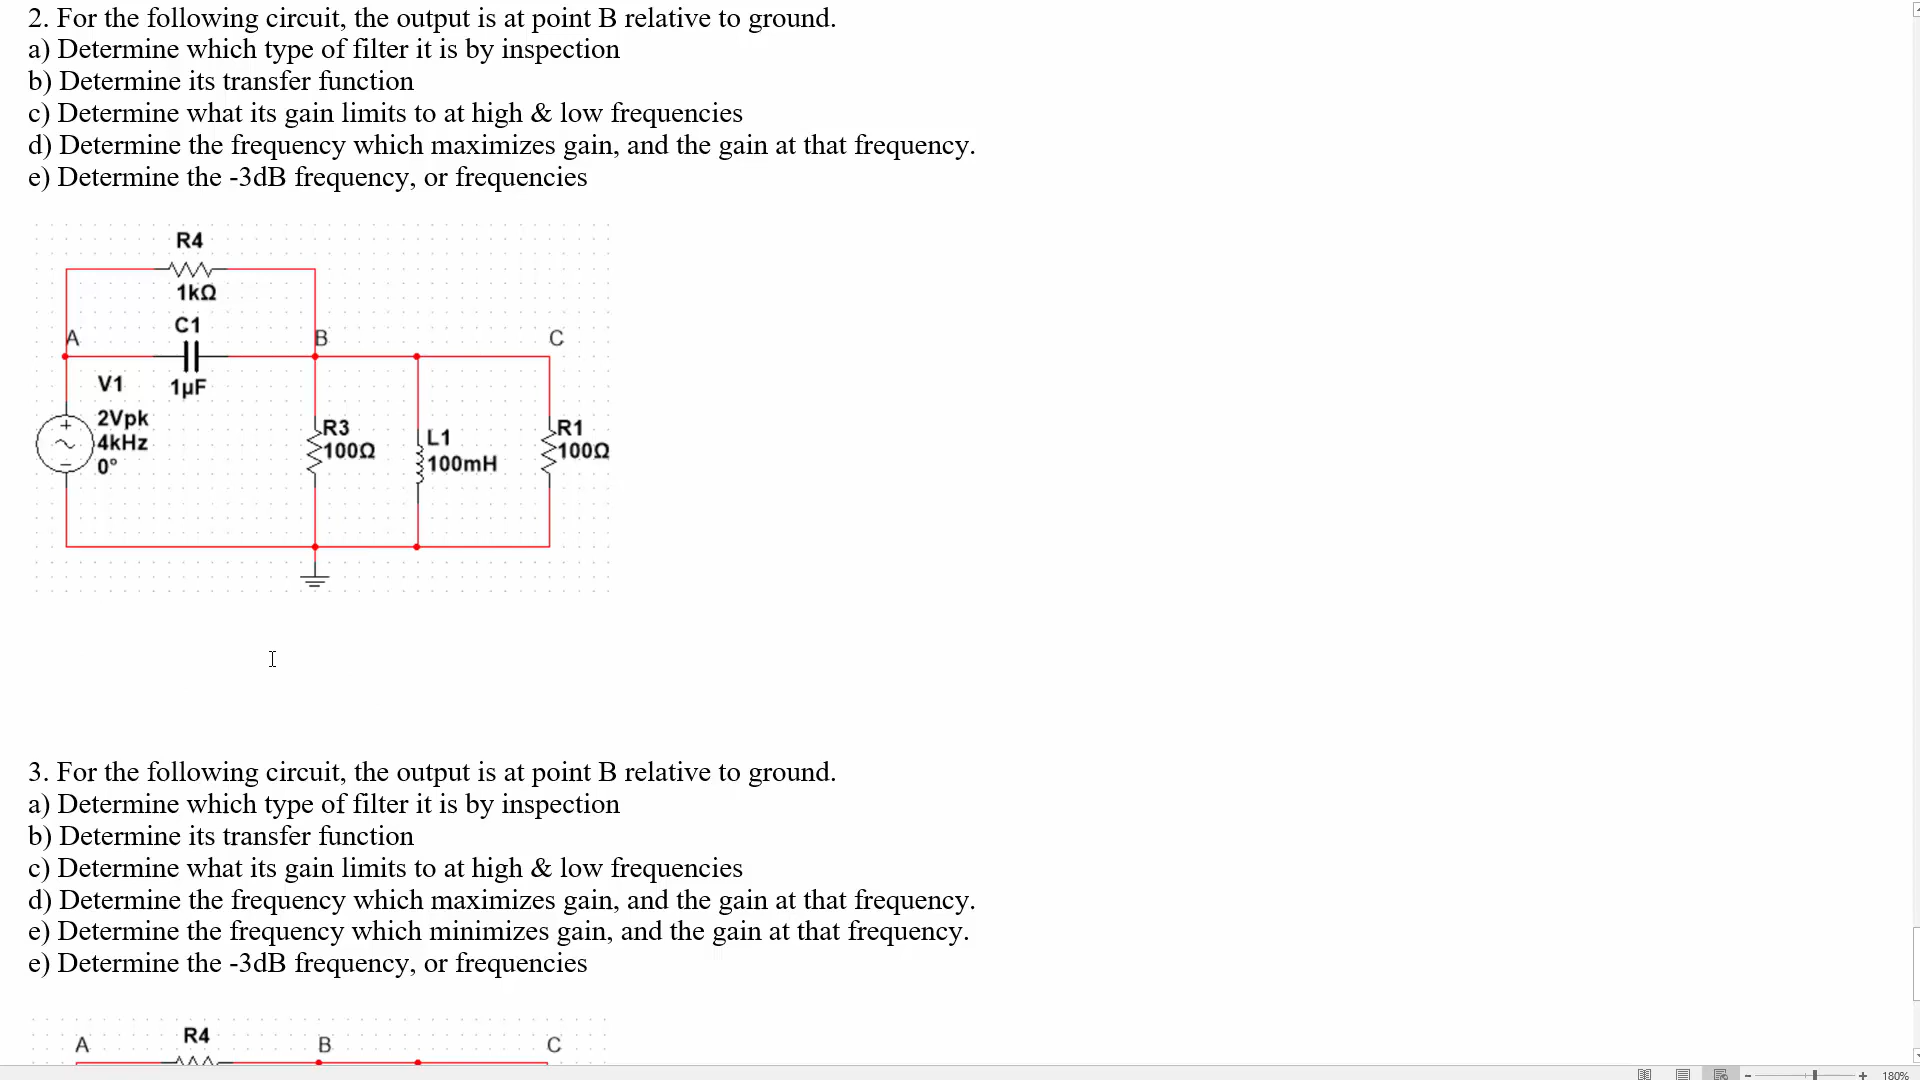 2. For the following circuit, the output is at point B relative to ground.
a) Determine which type of filter it is by inspection
b) Determine its transfer function
c) Determine what its gain limits to at high & low frequencies
d) Determine the frequency which maximizes gain, and the gain at that frequency.
e) Determine the -3dB frequency, or frequencies
R4
1kΩ
C1
A
B
C
V1
1µF
2Vpk
4kHz
0°
R3
100Ω
L1
100mH
R1
100Ω
3. For the following circuit, the output is at point B relative to ground.
a) Determine which type of filter it is by inspection
b) Determine its transfer function
c) Determine what its gain limits to at high & low frequencies
d) Determine the frequency which maximizes gain, and the gain at that frequency.
e) Determine the frequency which minimizes gain, and the gain at that frequency.
e) Determine the -3dB frequency, or frequencies
R4
A
B
C
180%